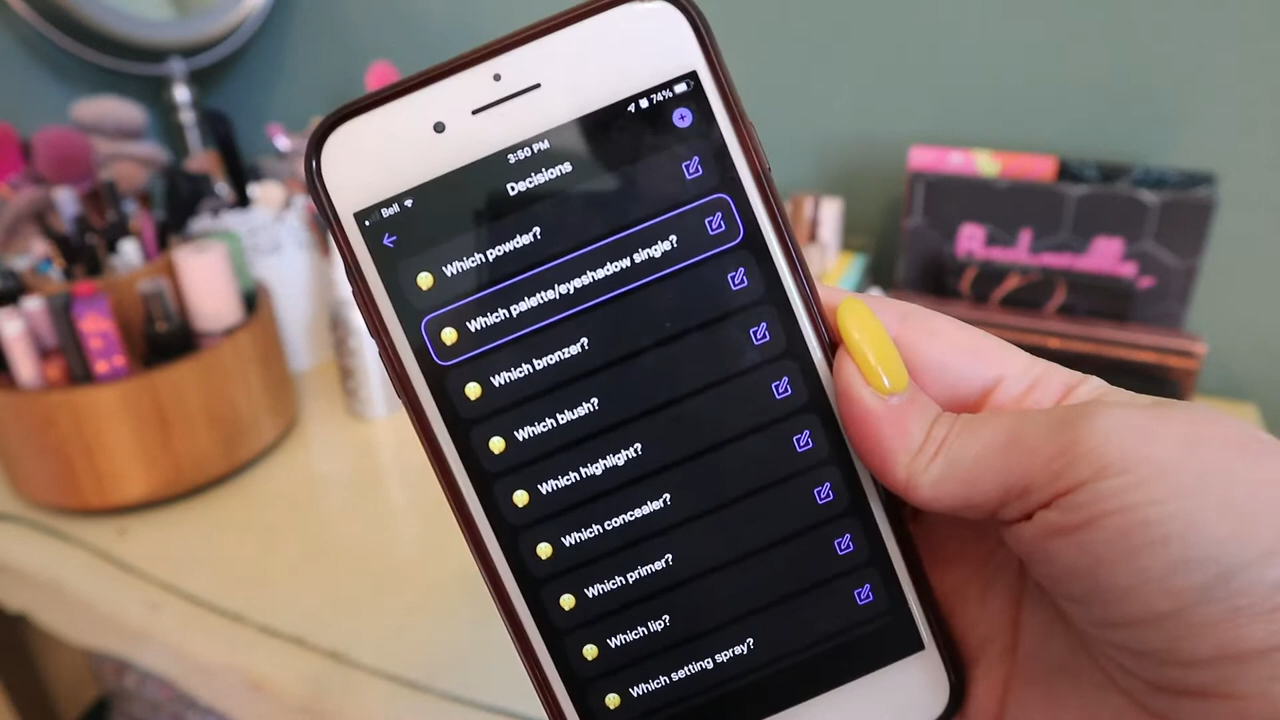 Bell
3:50 PM
74%
Decisions
Which powder?
Which palette/eyeshadow single?
Which bronzer?
Which blush?
Which highlight?
Which concealer?
Which primer?
Which lip?
Which setting spray?